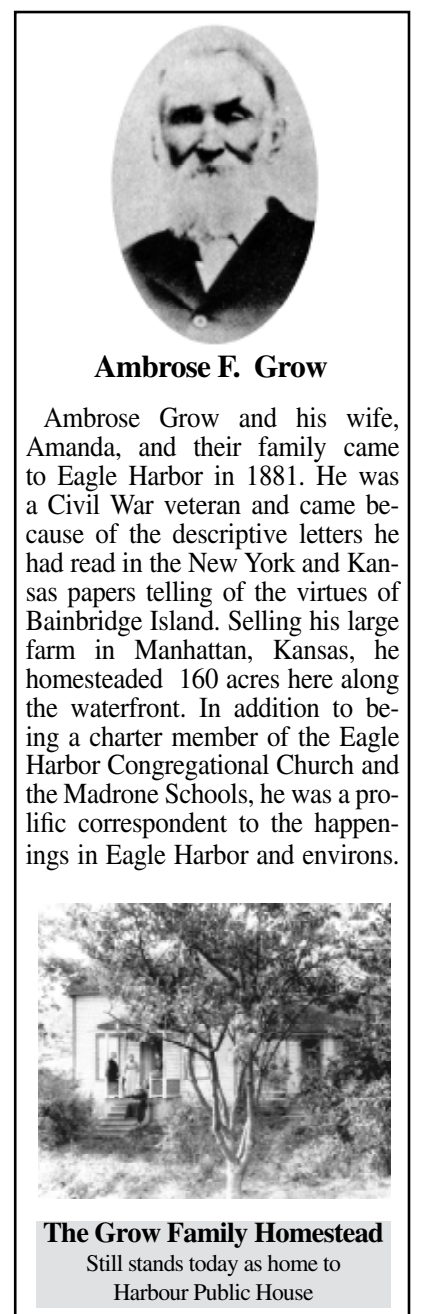 Ambrose F. Grow
Ambrose Grow and his wife,
Amanda, and their family came
to Eagle Harbor in 1881. He was
a Civil War veteran and came be-
cause of the descriptive letters he
had read in the New York and Kan-
sas papers telling of the virtues of
Bainbridge Island. Selling his large
farm in Manhattan, Kansas, he
homesteaded 160 acres here along
the waterfront. In addition to be-
ing a charter member of the Eagle
Harbor Congregational Church and
the Madrone Schools, he was a pro-
lific correspondent to the happen-
ings in Eagle Harbor and environs.
The Grow Family Homestead
Still stands today as home to
Harbour Public House